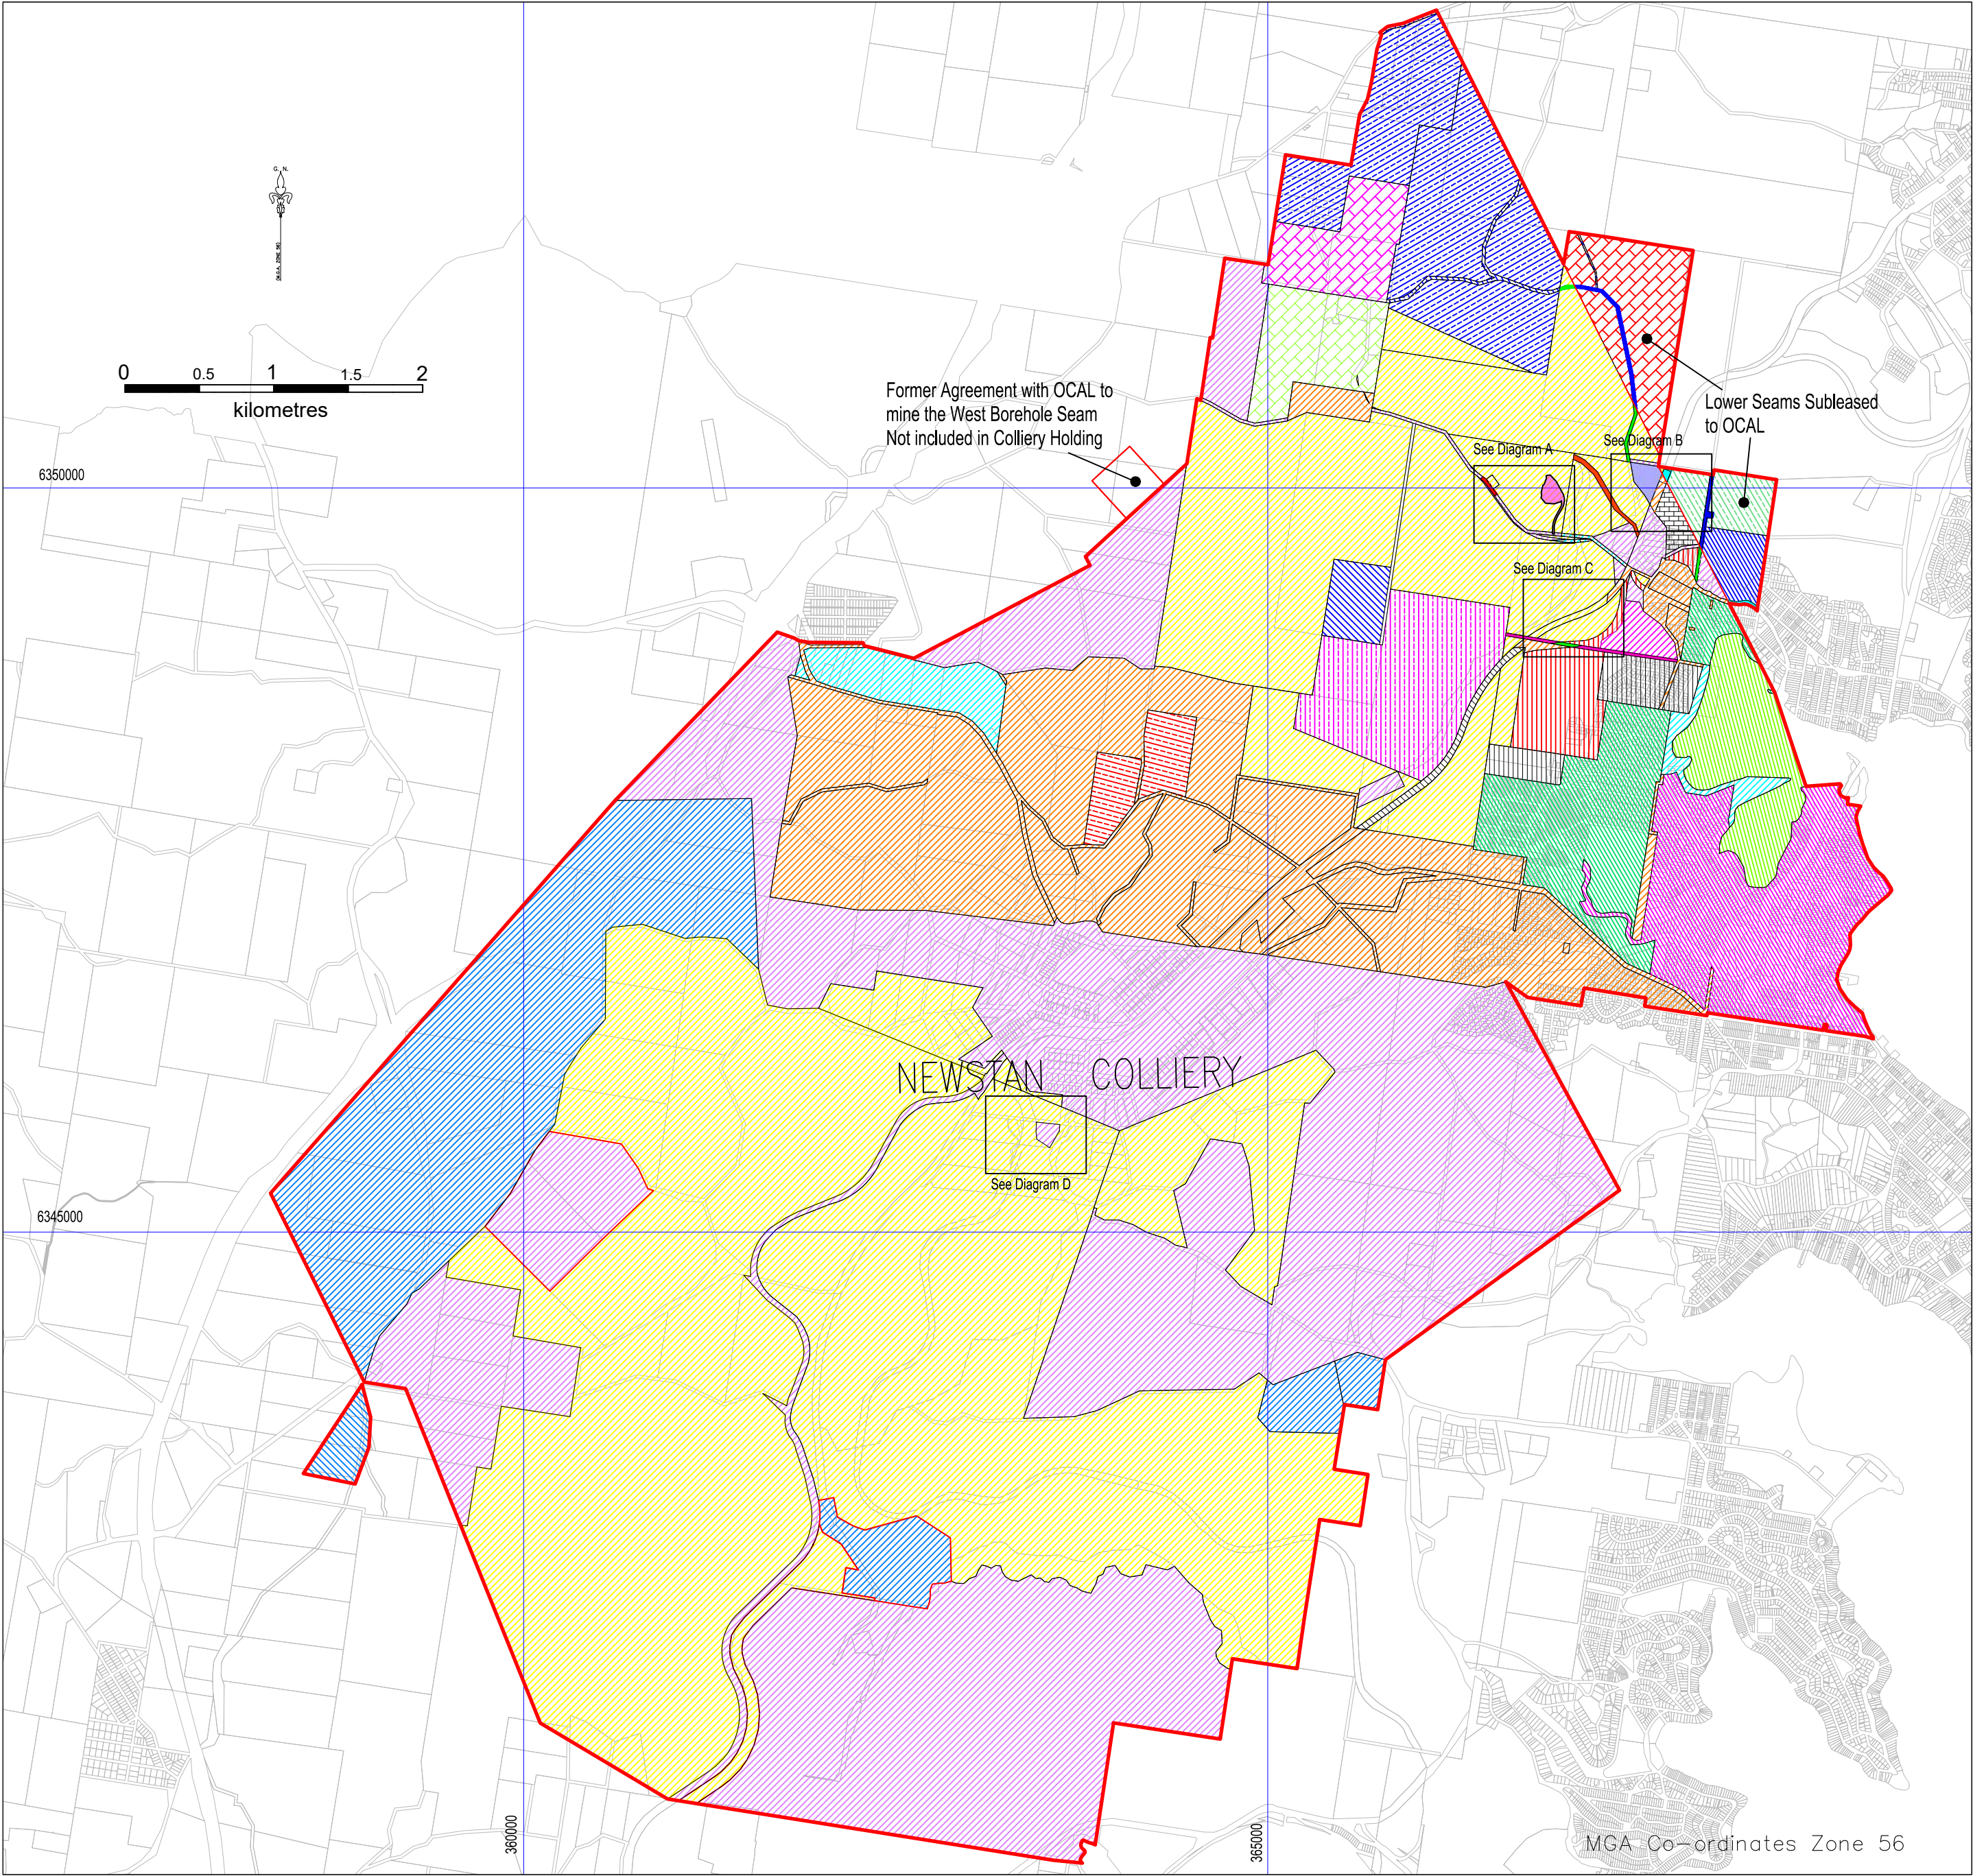 G. N.
(M.G.A. ZONE 56)
0 0.5 1 1.5 2
kilometres
Former Agreement with OCAL to
mine the West Borehole Seam
Not included in Colliery Holding
Lower Seams Subleased
to OCAL
See Diagram A
See Diagram B
6350000
See Diagram C
NEWSTAN COLLIERY
See Diagram D
6345000
360000
365000
MGA Co-ordinates Zone 56